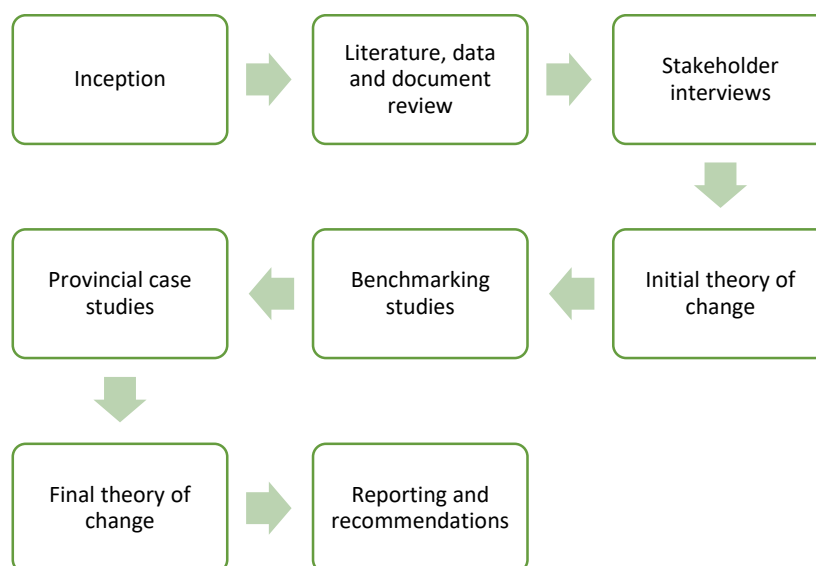 Inception
Literature, data
and document
review
Stakeholder
interviews
Initial theory of
change
Benchmarking
studies
Provincial case
studies
Final theory of
change
Reporting and
recommendations